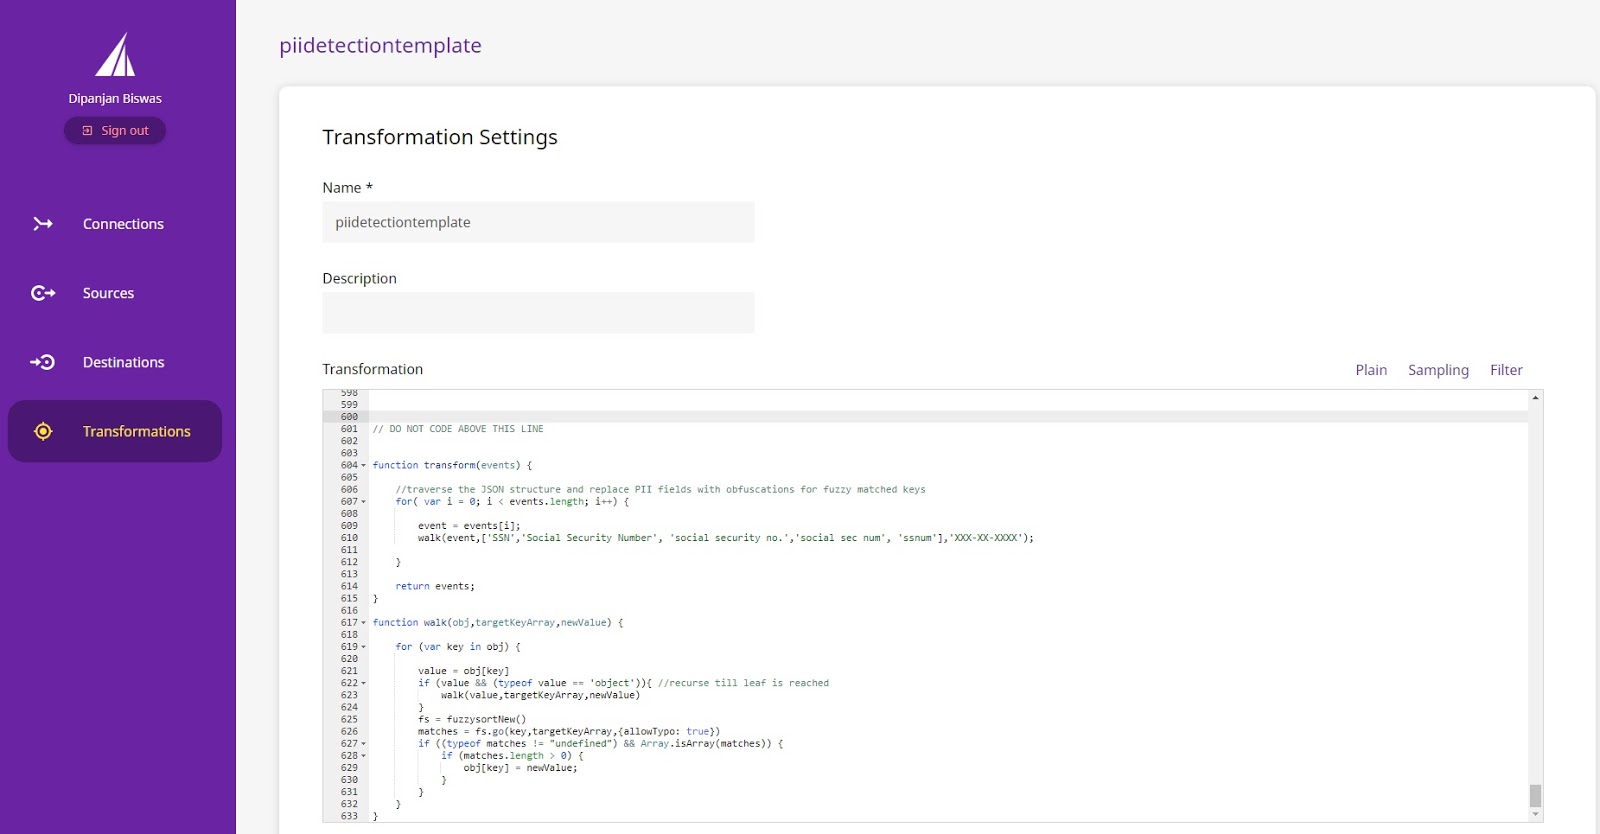 Dipanjan Biswas
Sign out
Connections
Sources
Destinations
Transformations
piidetectiontemplate
Transformation Settings
Name *
piidetectiontemplate
Description
Transformation
Plain Sampling Filter
598
599
600
601 // DO NOT CODE ABOVE THIS LINE
602
603
604 function transform(events) {
605
606 //traverse the JSON structure and replace PII fields with obfuscations for fuzzy matched keys
607 for( var i = 0; i < events.length; i++) {
608
609 event = events[i];
610 walk(event,['SSN','Social Security Number', 'social security no.','social sec num', 'ssnum'],'XXX-XX-XXXX');
611
612 }
613
614 return events;
615 }
616
617 function walk(obj,targetKeyArray,newValue) {
618
619 for (var key in obj) {
620
621 value = obj[key]
622 if (value && (typeof value == 'object')){ //recurse till leaf is reached
623 walk(value,targetKeyArray,newValue)
624 }
625 fs = fuzzysortNew()
626 matches = fs.go(key,targetKeyArray,{allowTypo: true})
627 if ((typeof matches != "undefined") && Array.isArray(matches)) {
628 if (matches.length > 0) {
629 obj[key] = newValue;
630 }
631 }
632 }
633 }